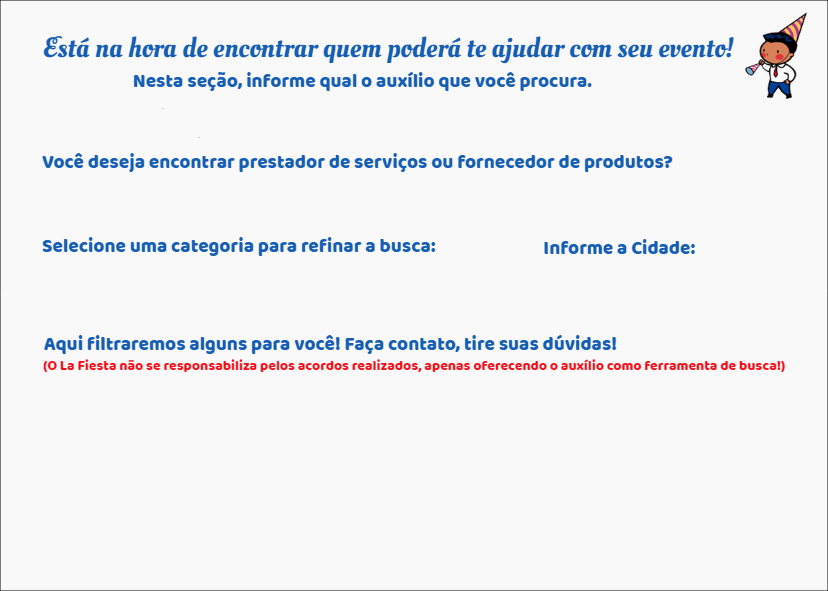 Está na hora de encontrar quem poderá te ajudar com seu evento!
Nesta seção, informe qual o auxílio que você procura.
Você deseja encontrar prestador de serviços ou fornecedor de produtos?
Selecione uma categoria para refinar a busca:
Informe a Cidade:
Aqui filtraremos alguns para você! Faça contato, tire suas dúvidas!
(O La Fiesta não se responsabiliza pelos acordos realizados, apenas oferecendo o auxílio como ferramenta de busca!)